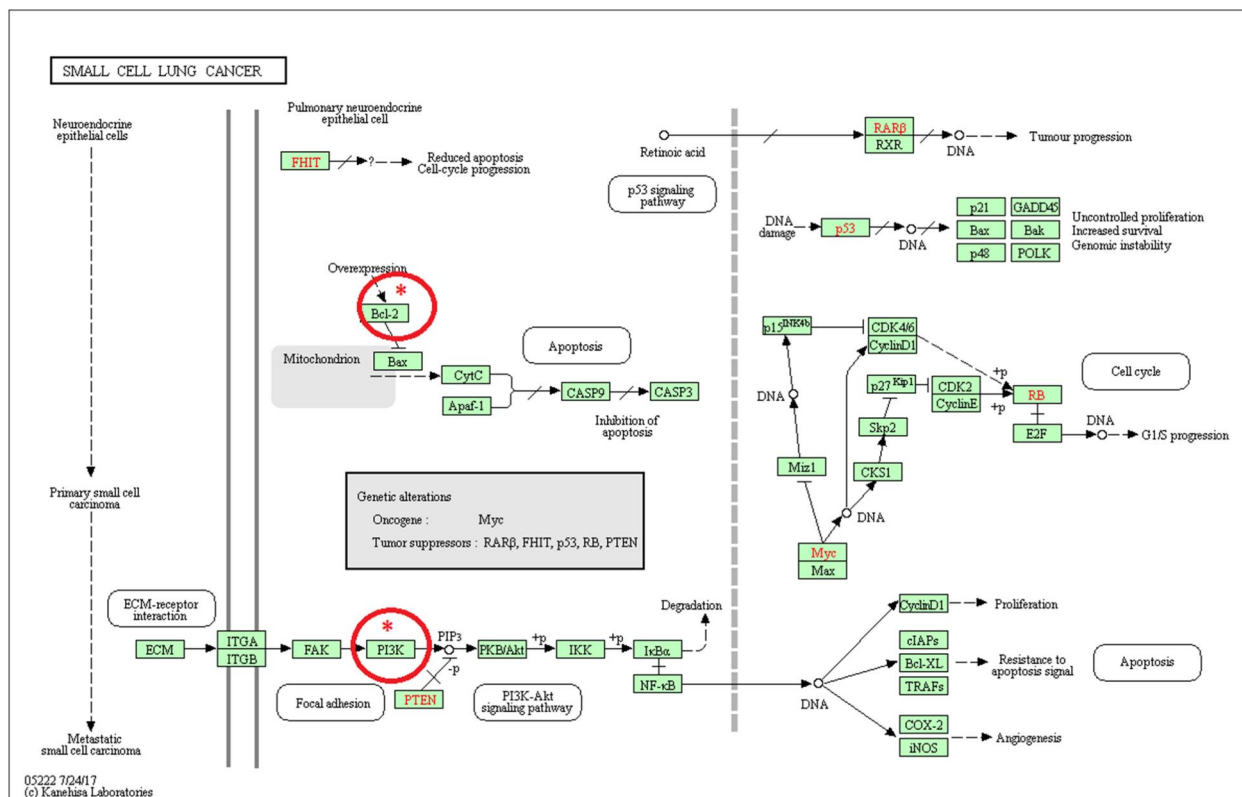 SMALL CELL LUNG CANCER
Neuroendocrine
epithelial cells
Pulmonary neuroendocrine
epithelial cell
FHIT
?
Reduced apoptosis
Cell-cycle progression
Retinoic acid
RARβ
RXR
DNA
Tumour progression
p53 signaling
pathway
DNA
damage
p53
DNA
p21
GADD45
Bax
Bak
p48
POLK
Uncontrolled proliferation
Increased survival
Genomic instability
Overexpression
*
Bcl-2
Mitochondrion
Bax
Apoptosis
CytC
Apaf-1
CASP9
CASP3
Inhibition of
apoptosis
p15INK4b
CDK4/6
CyclinD1
p27Kip1
CDK2
CyclinE
+p
+p
RB
Cell cycle
DNA
Skp2
E2F
DNA
G1/S progression
Miz1
CKS1
DNA
Myc
Max
Primary small cell
carcinoma
Genetic alterations
Oncogene : Myc
Tumor suppressors : RARβ, FHIT, p53, RB, PTEN
ECM-receptor
interaction
ECM
ITGA
ITGB
FAK
*
PI3K
PIP3
-p
PTEN
PKB/Akt
+p
IKK
+p
IκBα
Degradation
NF-κB
Focal adhesion
PI3K-Akt
signaling pathway
DNA
CyclinD1
Proliferation
cIAPs
Bcl-XL
TRAFs
Resistance to
apoptosis signal
Apoptosis
COX-2
iNOS
Angiogenesis
Metastatic
small cell carcinoma
05222 7/24/17
(c) Kanehisa Laboratories